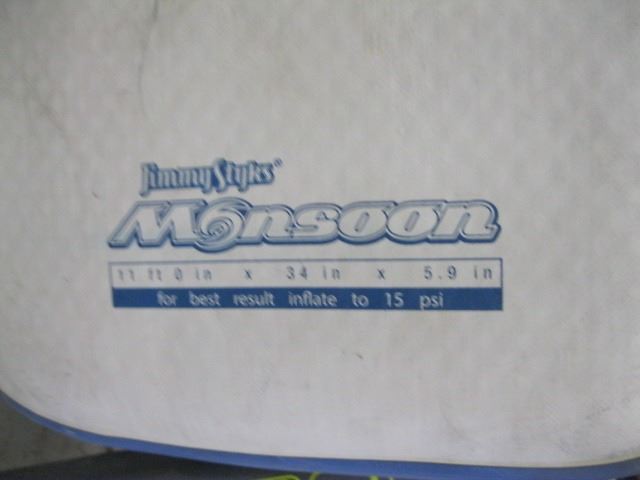 JimmyStyks®
Monsoon
11 ft 0 in x 34 in x 5.9 in
for best result inflate to 15 psi